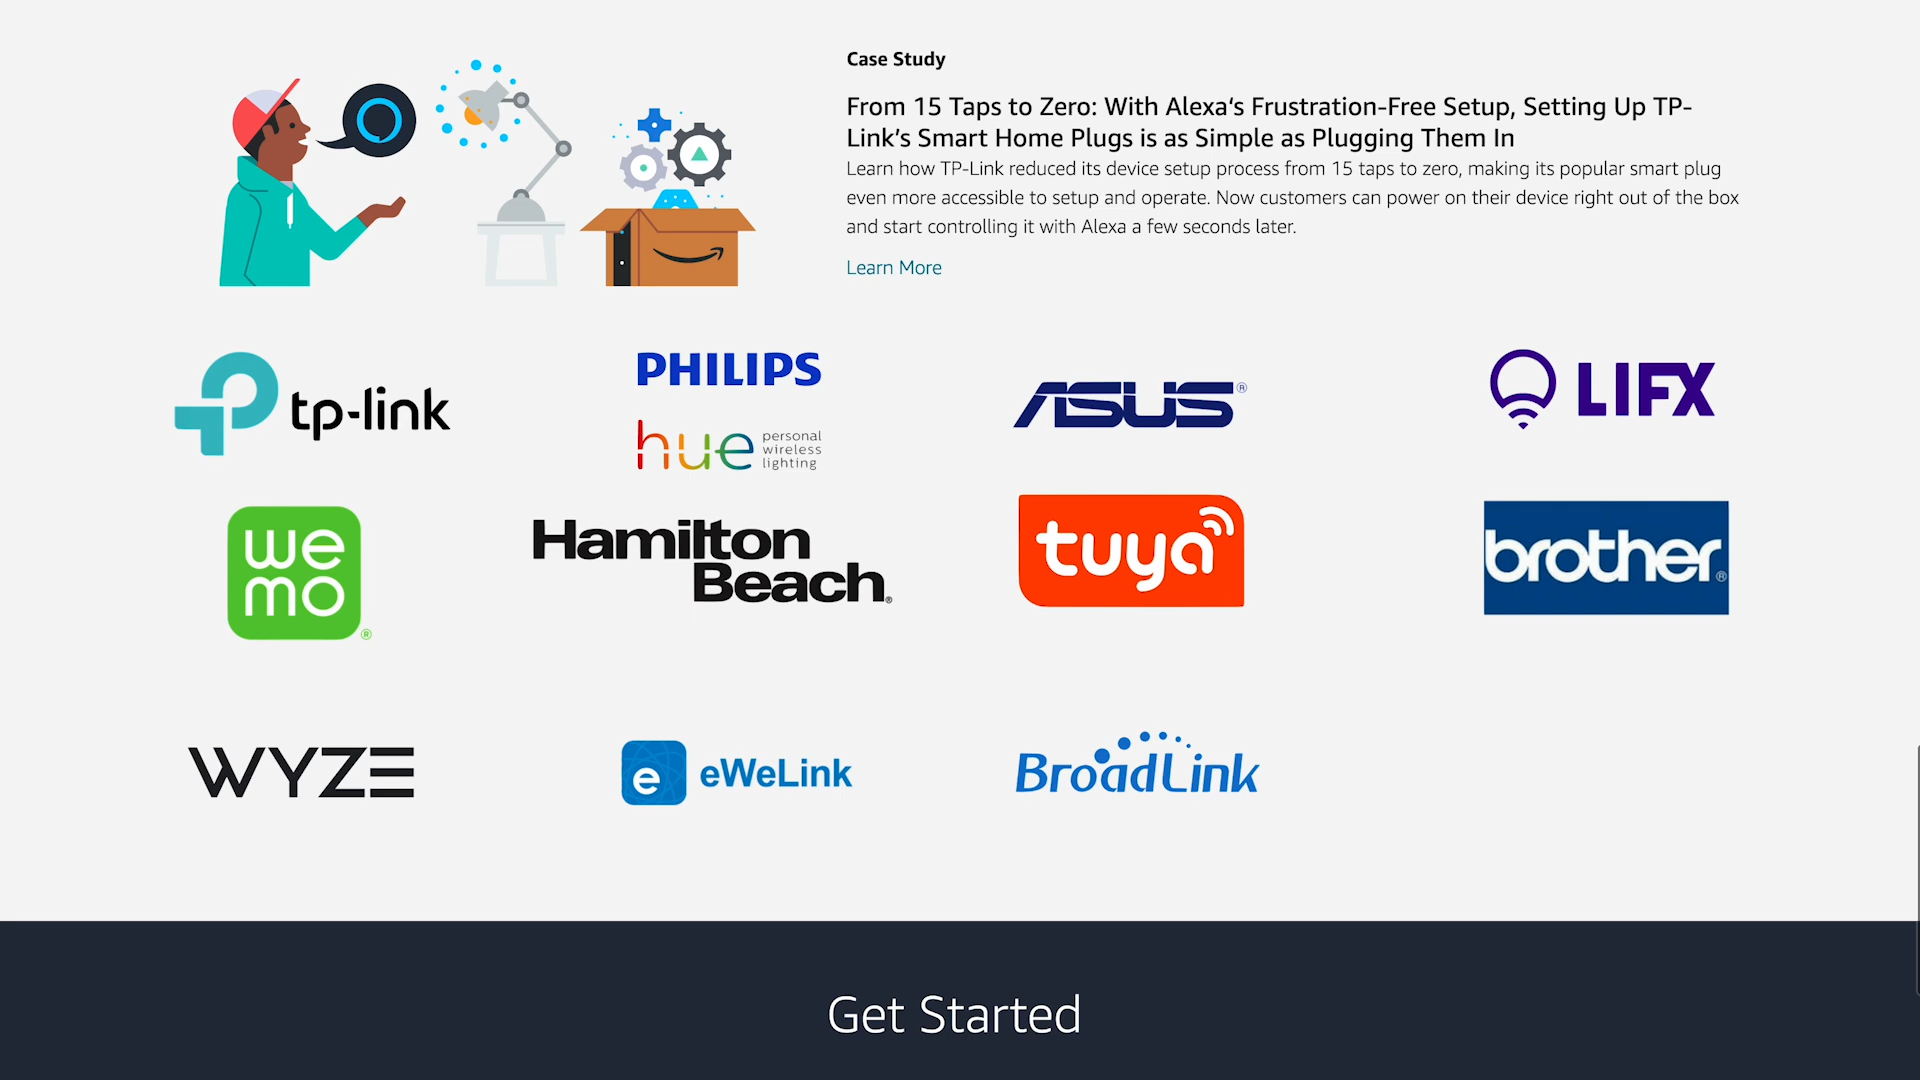 Case Study
From 15 Taps to Zero: With Alexa‘s Frustration-Free Setup, Setting Up TP-
Link’s Smart Home Plugs is as Simple as Plugging Them In
Learn how TP-Link reduced its device setup process from 15 taps to zero, making its popular smart plug
even more accessible to setup and operate. Now customers can power on their device right out of the box
and start controlling it with Alexa a few seconds later.
Learn More
tp-link
PHILIPS
hue personal
wireless
lighting
ASUS®
LIFX
we
mo®
Hamilton
Beach®
tuya
brother®
WYZE
e eWeLink
BroadLink
Get Started